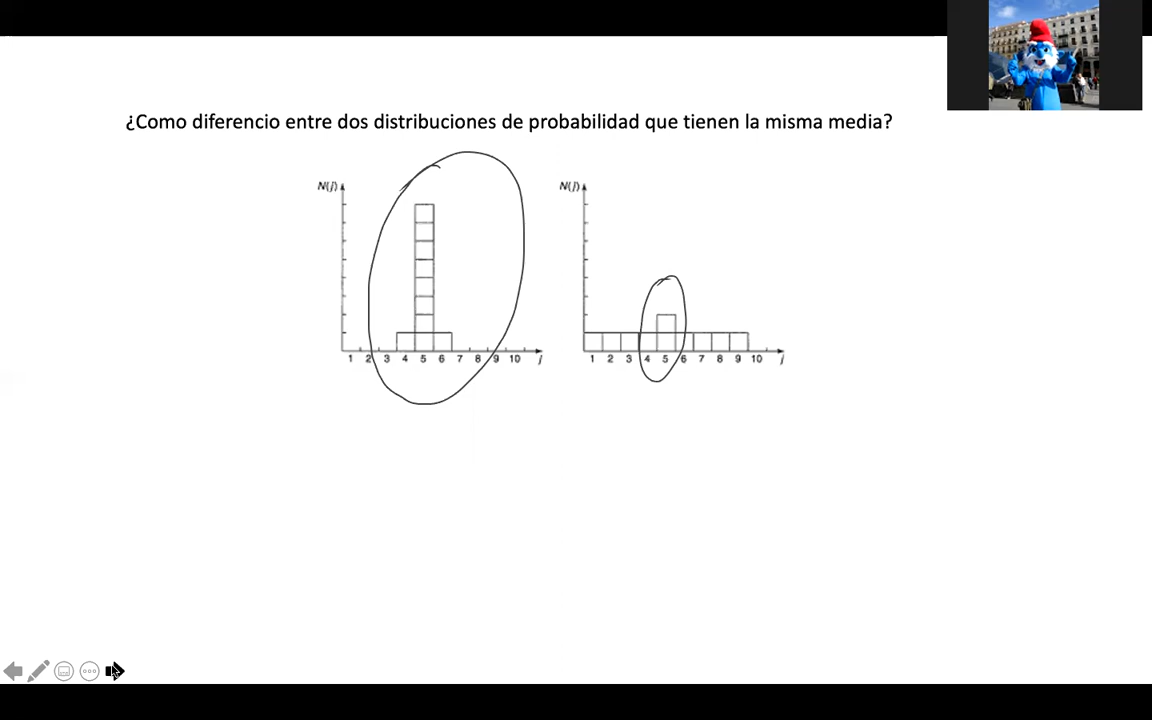 ¿Como diferencio entre dos distribuciones de probabilidad que tienen la misma media?
N(j)
1 2 3 4 5 6 7 8 9 10 j
N(j)
1 2 3 4 5 6 7 8 9 10 j